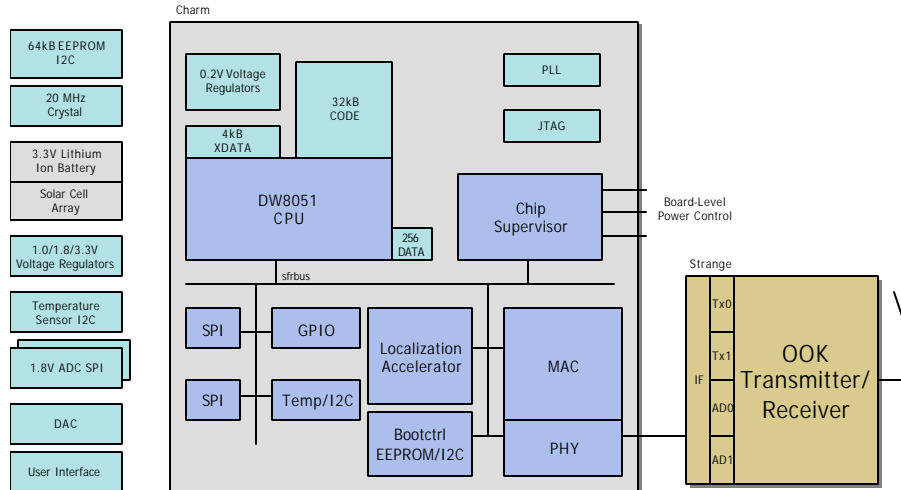 Charm
64kB EEPROM
I2C
20 MHz
Crystal
3.3V Lithium
Ion Battery
Solar Cell
Array
1.0/1.8/3.3V
Voltage Regulators
Temperature
Sensor I2C
1.8V ADC SPI
DAC
User Interface
0.2V Voltage
Regulators
32kB
CODE
4kB
XDATA
DW8051
CPU
256
DATA
PLL
JTAG
Chip
Supervisor
Board-Level
Power Control
sfrbus
SPI
GPIO
SPI
Temp/I2C
Localization
Accelerator
Bootctrl
EEPROM/I2C
MAC
PHY
Strange
IF
Tx0
Tx1
AD0
AD1
OOK
Transmitter/
Receiver